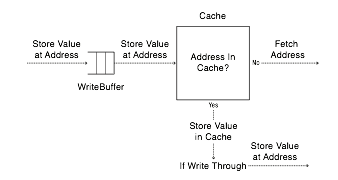 Cache
Store Value
at Address
Store Value
at Address
Fetch
Address
Address In
Cache?
No
WriteBuffer
Yes
Store Value
in Cache
Store Value
at Address
If Write Through